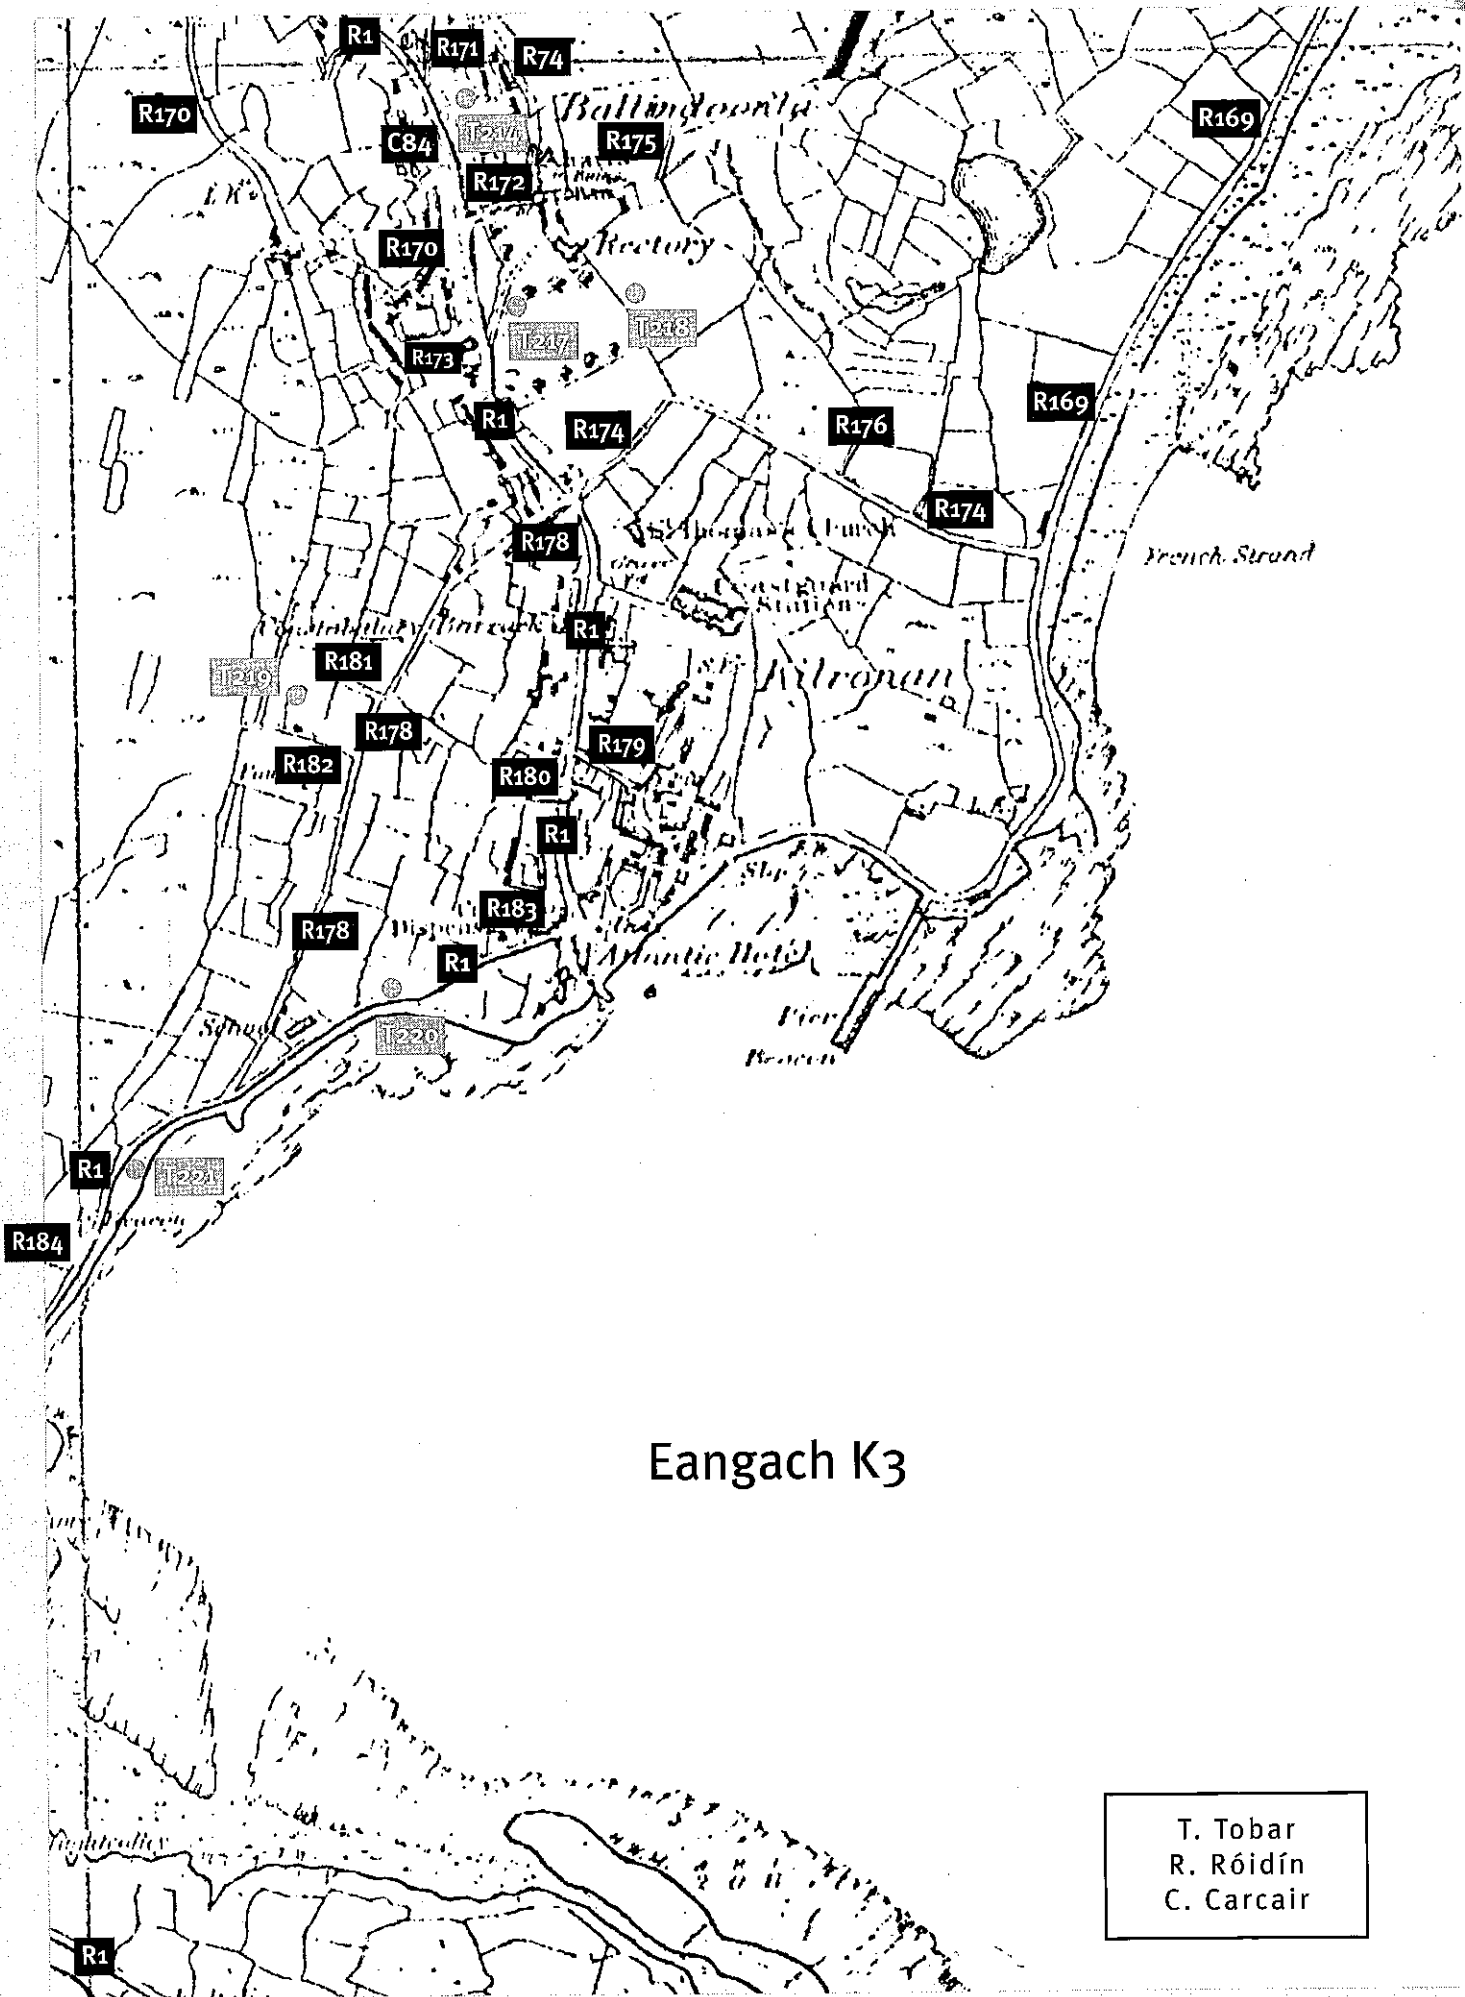 R1
R171
R74
R170
Ballindoonla
R169
C84
T214
R175
R172
R170
Rectory
T217
T218
R173
R1
R174
R176
R169
R174
R178
St. Thomas's Church
French Strand
Coastguard
Station
Constabulary Barrack
R1
R181
T219
Kilronan
R178
R179
R182
R180
R1
R183
R178
R1
Atlantic Hotel
School
Pier
T220
Beacon
R1
T221
R184
Eangach K3
T. Tobar
R. Róidín
C. Carcair
R1